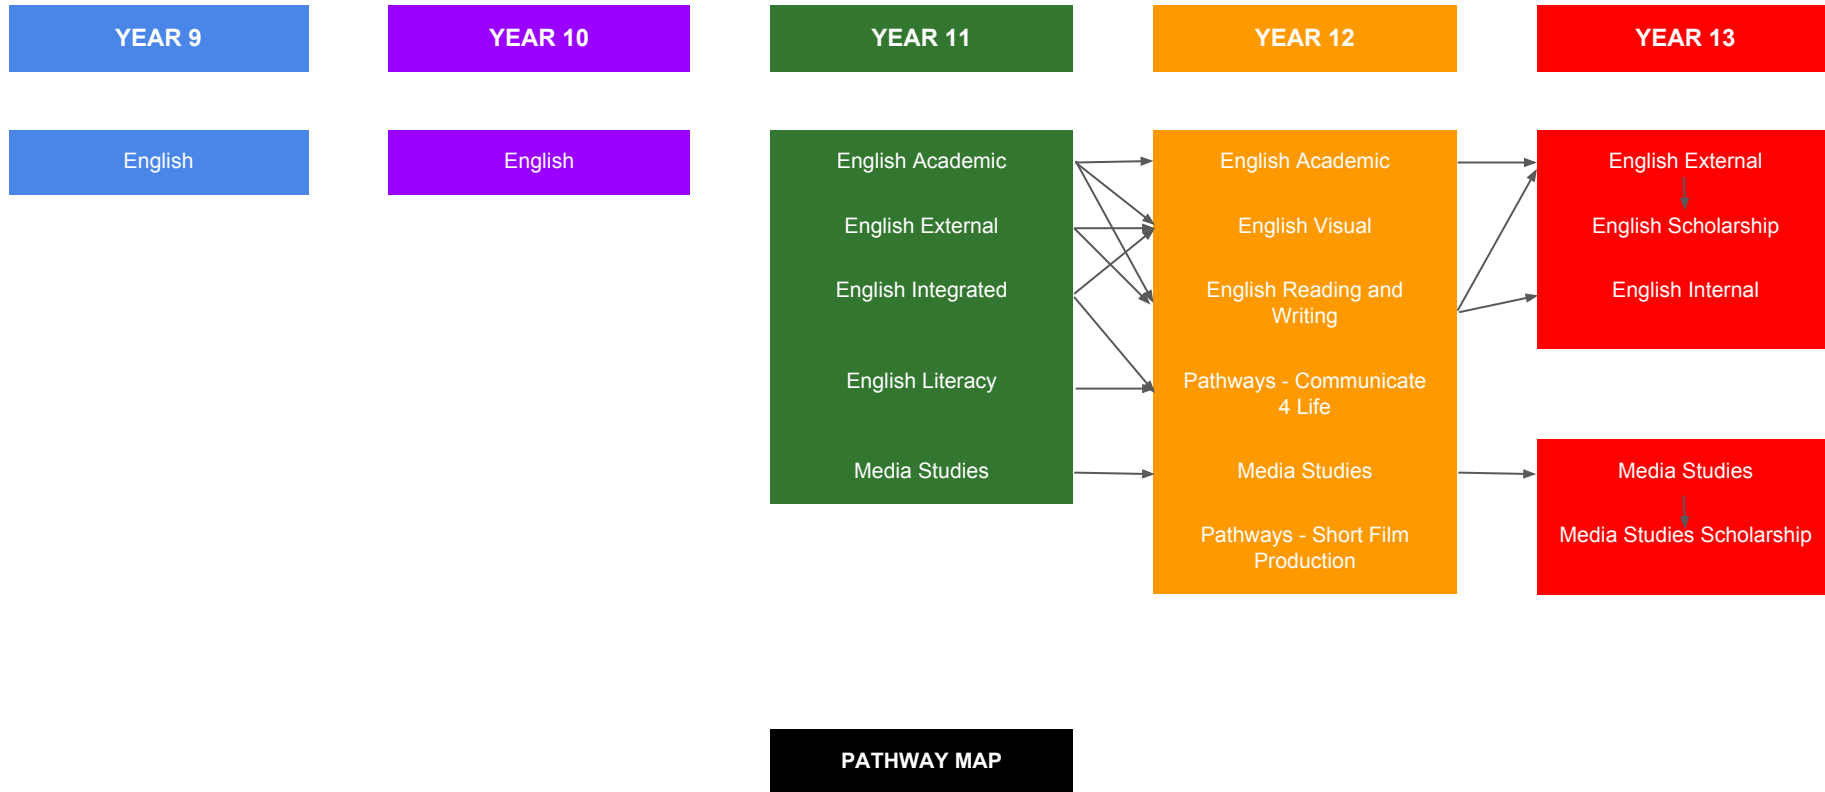 YEAR 9
YEAR 10
YEAR 11
YEAR 12
YEAR 13
English
English
English Academic
English External
English Integrated
English Literacy
Media Studies
English Academic
English Visual
English Reading and
Writing
Pathways - Communicate
4 Life
Media Studies
Pathways - Short Film
Production
English External
English Scholarship
English Internal
Media Studies
Media Studies Scholarship
PATHWAY MAP